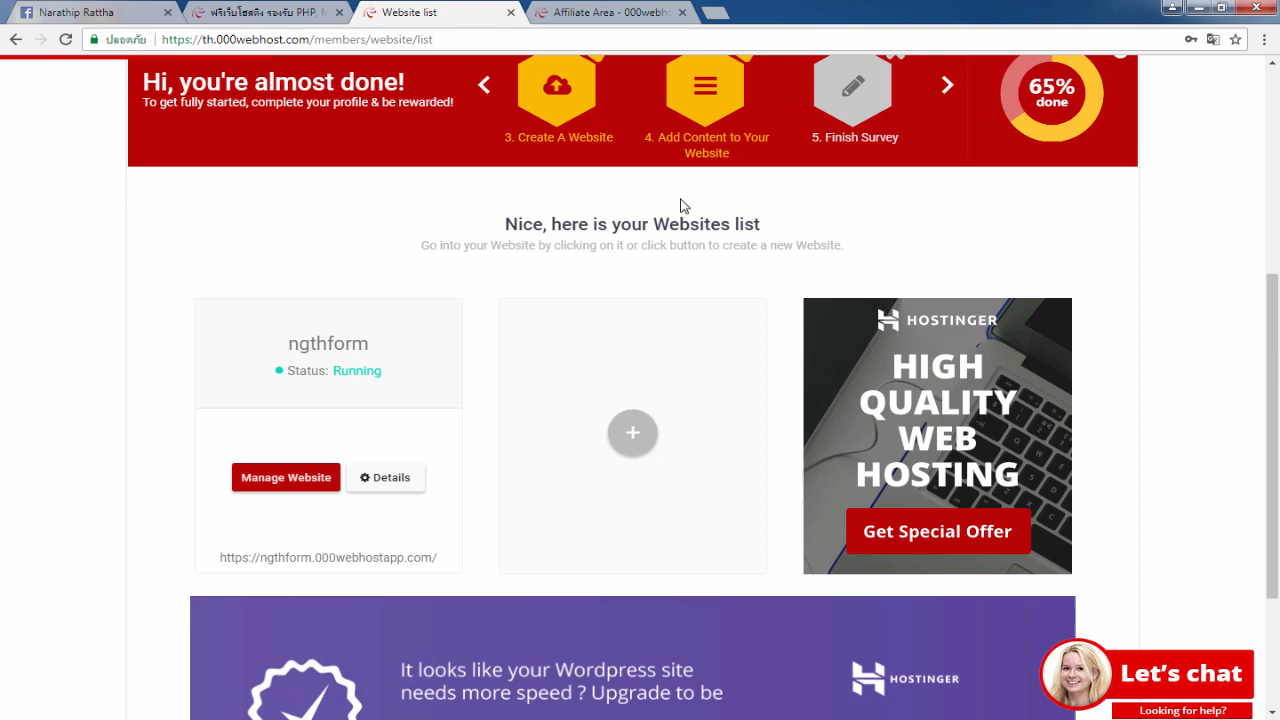 Narathip Rattha
ฟรีเว็บโฮสติ้ง รองรับ PHP, M
Website list
Affiliate Area - 000webh
ปลอดภัย
https://th.000webhost.com/members/website/list
Hi, you're almost done!
To get fully started, complete your profile & be rewarded!
3. Create A Website
4. Add Content to Your
Website
5. Finish Survey
65%
done
Nice, here is your Websites list
Go into your Website by clicking on it or click button to create a new Website.
ngthform
Status: Running
Manage Website
Details
https://ngthform.000webhostapp.com/
HOSTINGER
HIGH
QUALITY
WEB
HOSTING
Get Special Offer
It looks like your Wordpress site
needs more speed ? Upgrade to be
HOSTINGER
Let's chat
Looking for help?